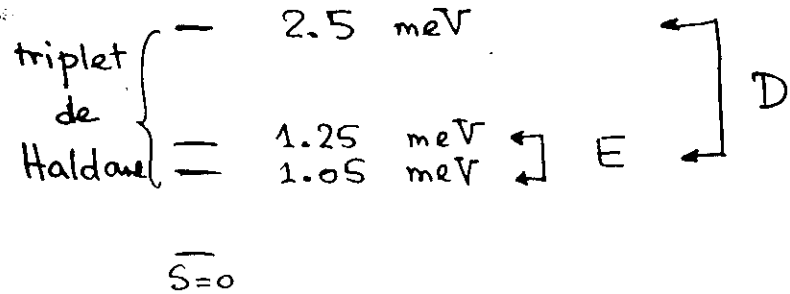 2.5 meV
triplet
de
Haldane
D
1.25 meV
1.05 meV
E
S=0